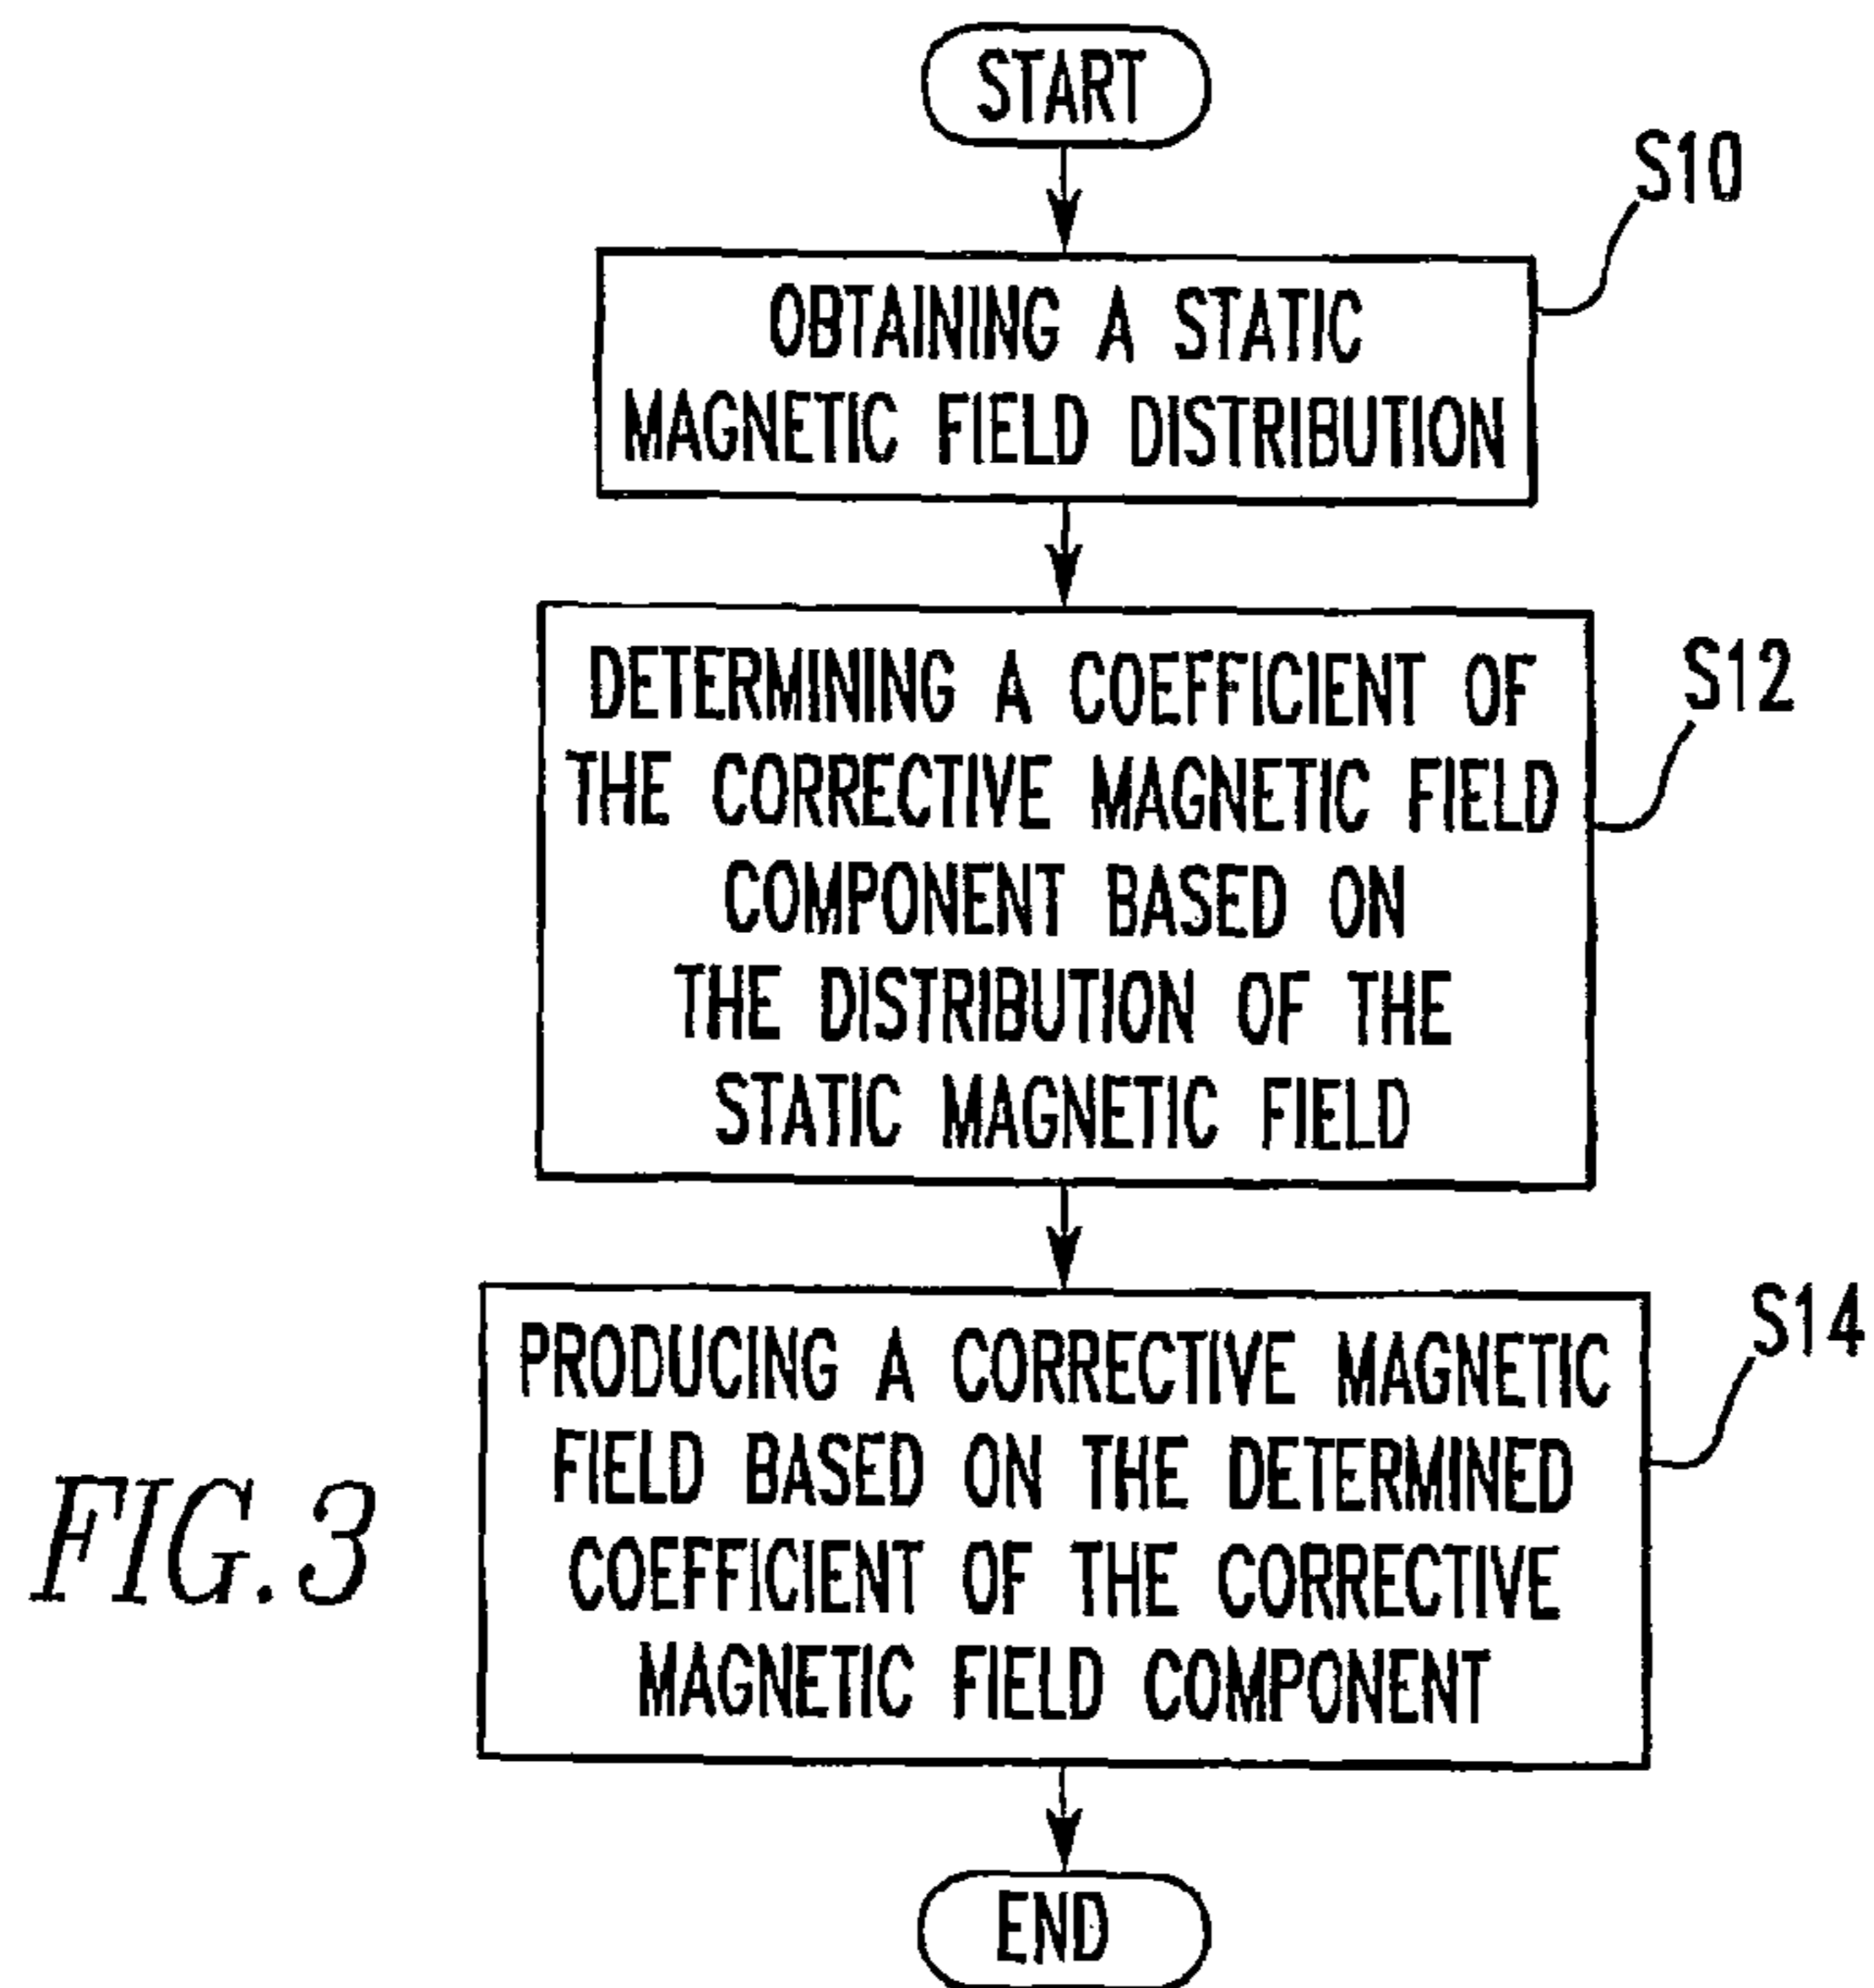 START
S10
OBTAINING A STATIC
MAGNETIC FIELD DISTRIBUTION
S12
DETERMINING A COEFFICIENT OF
THE CORRECTIVE MAGNETIC FIELD
COMPONENT BASED ON
THE DISTRIBUTION OF THE
STATIC MAGNETIC FIELD
S14
PRODUCING A CORRECTIVE MAGNETIC
FIELD BASED ON THE DETERMINED
COEFFICIENT OF THE CORRECTIVE
MAGNETIC FIELD COMPONENT
END
FIG.3